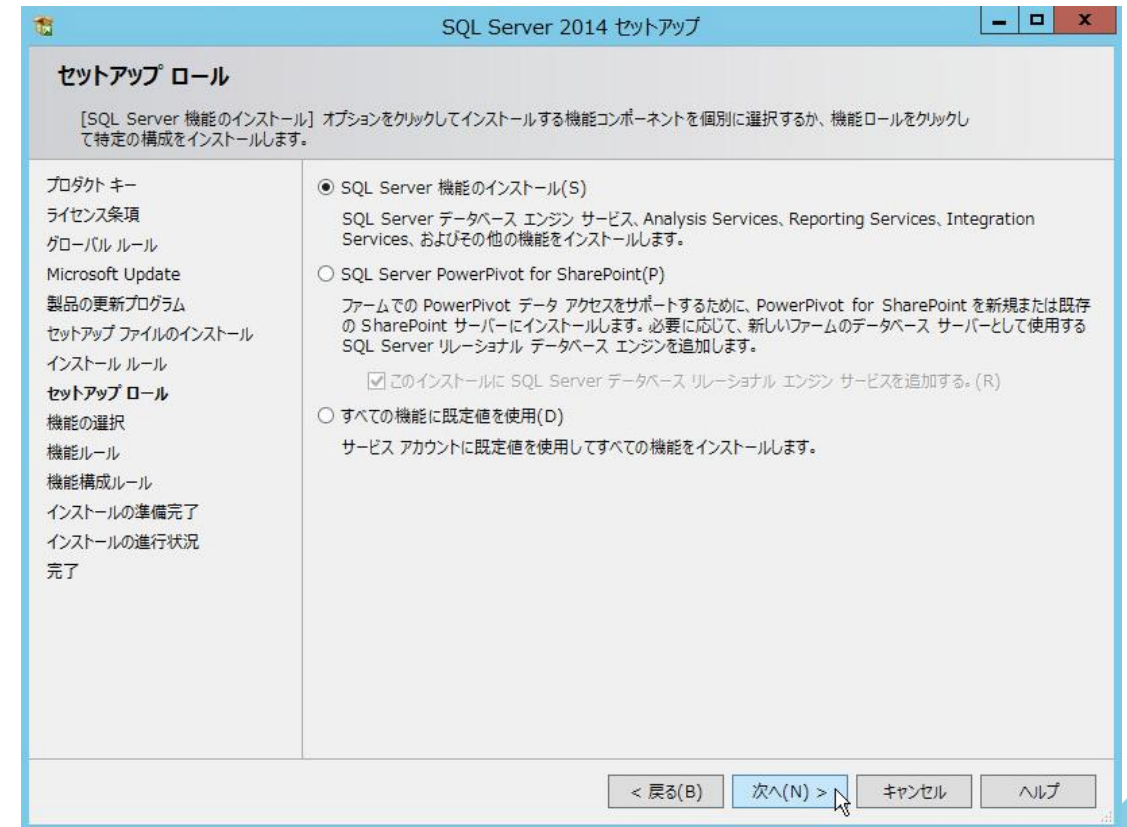 SQL Server 2014 セットアップ
セットアップ ロール
[SQL Server 機能のインストール] オプションをクリックしてインストールする機能コンポーネントを個別に選択するか、機能ロールをクリックし
て特定の構成をインストールします。
プロダクト キー
ライセンス条項
グローバル ルール
Microsoft Update
製品の更新プログラム
セットアップ ファイルのインストール
インストール ルール
セットアップ ロール
機能の選択
機能ルール
機能構成ルール
インストールの準備完了
インストールの進行状況
完了
SQL Server 機能のインストール(S)
SQL Server データベース エンジン サービス、Analysis Services、Reporting Services、Integration
Services、およびその他の機能をインストールします。
SQL Server PowerPivot for SharePoint(P)
ファームでの PowerPivot データ アクセスをサポートするために、PowerPivot for SharePoint を新規または既存
の SharePoint サーバーにインストールします。必要に応じて、新しいファームのデータベース サーバーとして使用する
SQL Server リレーショナル データベース エンジンを追加します。
このインストールに SQL Server データベース リレーショナル エンジン サービスを追加する。(R)
すべての機能に既定値を使用(D)
サービス アカウントに既定値を使用してすべての機能をインストールします。
< 戻る(B)
次へ(N) >
キャンセル
ヘルプ